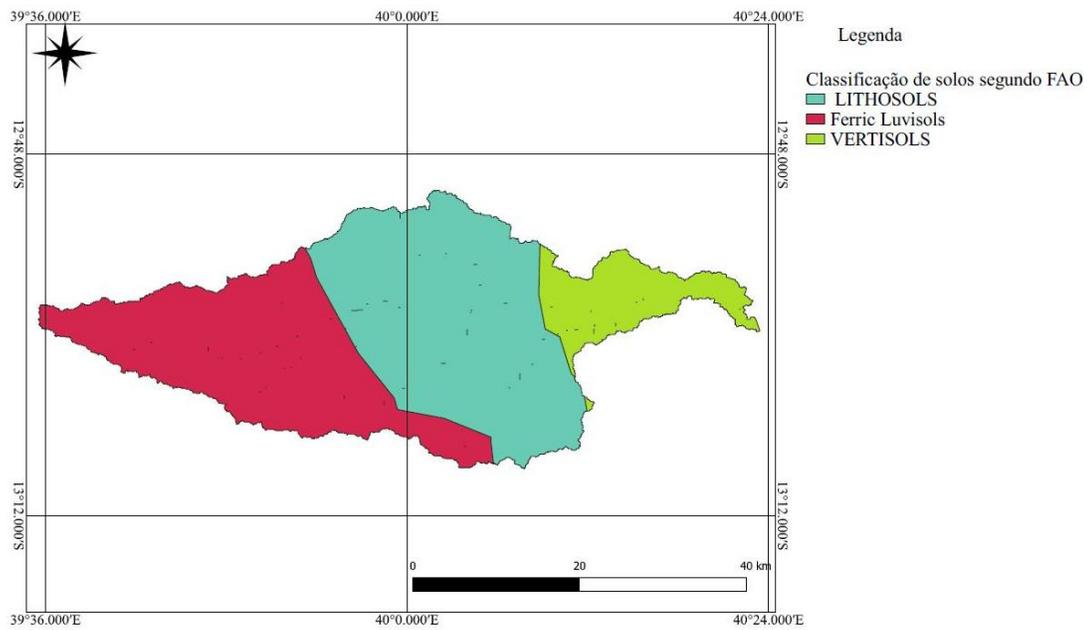 39°36.000'E 40°0.000'E 40°24.000'E
Legenda
Classificação de solos segundo FAO
LITHOSOLS
Ferric Luvisols
VERTISOLS
12°48.000'S 12°48.000'S
13°12.000'S 13°12.000'S
0 20 40 km
39°36.000'E 40°0.000'E 40°24.000'E